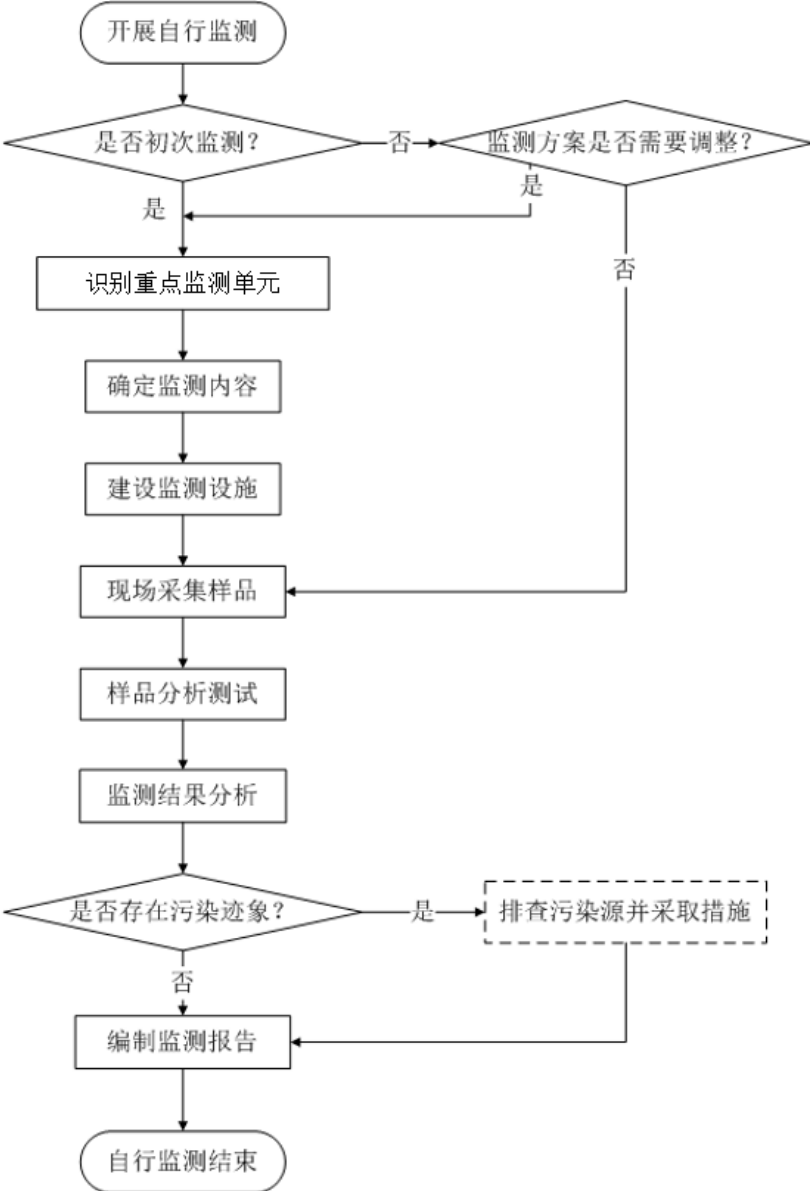 开展自行监测
是否初次监测？
否
监测方案是否需要调整？
是
是
否
识别重点监测单元
确定监测内容
建设监测设施
现场采集样品
样品分析测试
监测结果分析
是否存在污染迹象？
是
排查污染源并采取措施
否
编制监测报告
自行监测结束